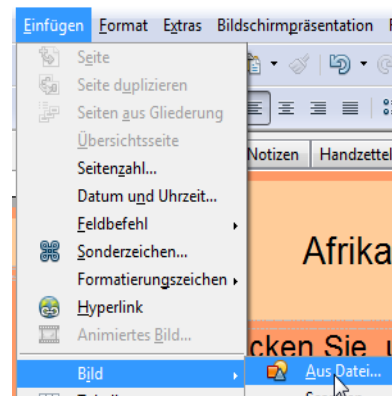 Einfügen Format Extras Bildschirmpräsentation
Seite
Seite duplizieren
Seiten aus Gliederung
Übersichtsseite
Seitenzahl...
Datum und Uhrzeit...
Feldbefehl
Sonderzeichen...
Formatierungszeichen
Hyperlink
Animiertes Bild...
Bild
Aus Datei...
Notizen Handzettel
Afrika
cken Sie